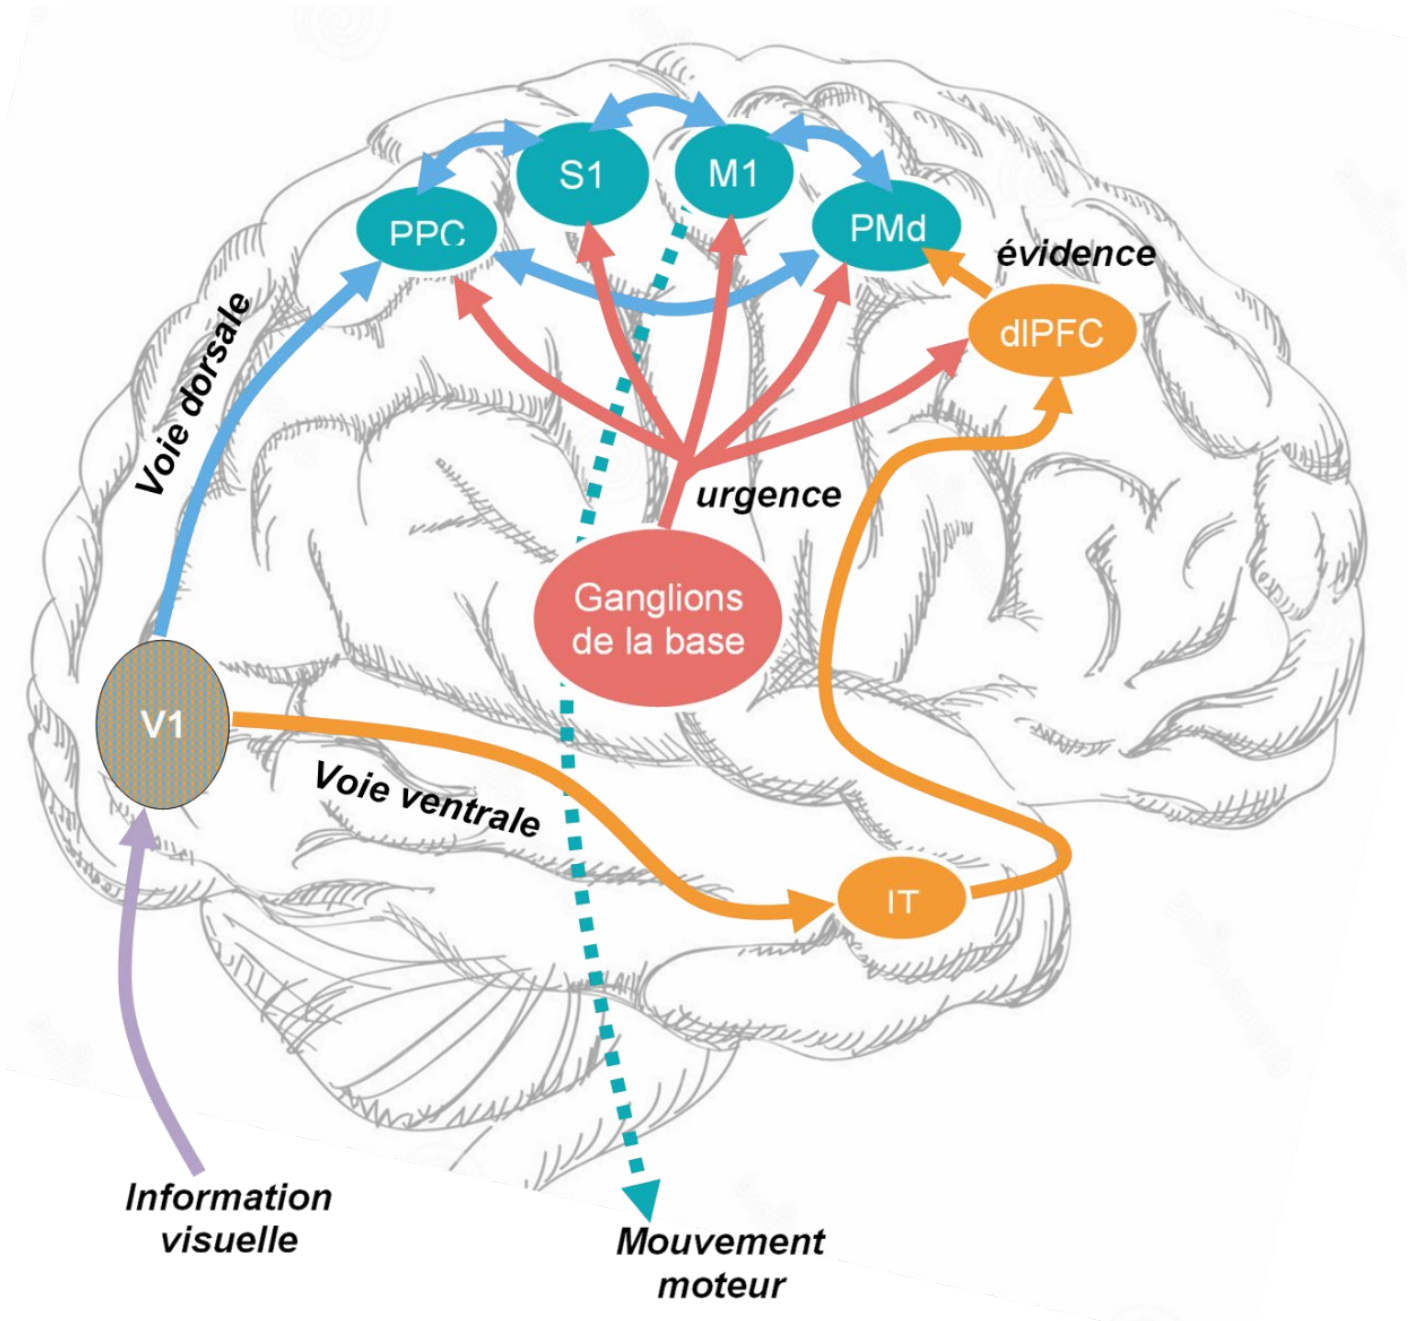 S1
M1
PPC
PMd
évidence
dlPFC
Voie dorsale
urgence
Ganglions
de la base
V1
Voie ventrale
IT
Information
visuelle
Mouvement
moteur